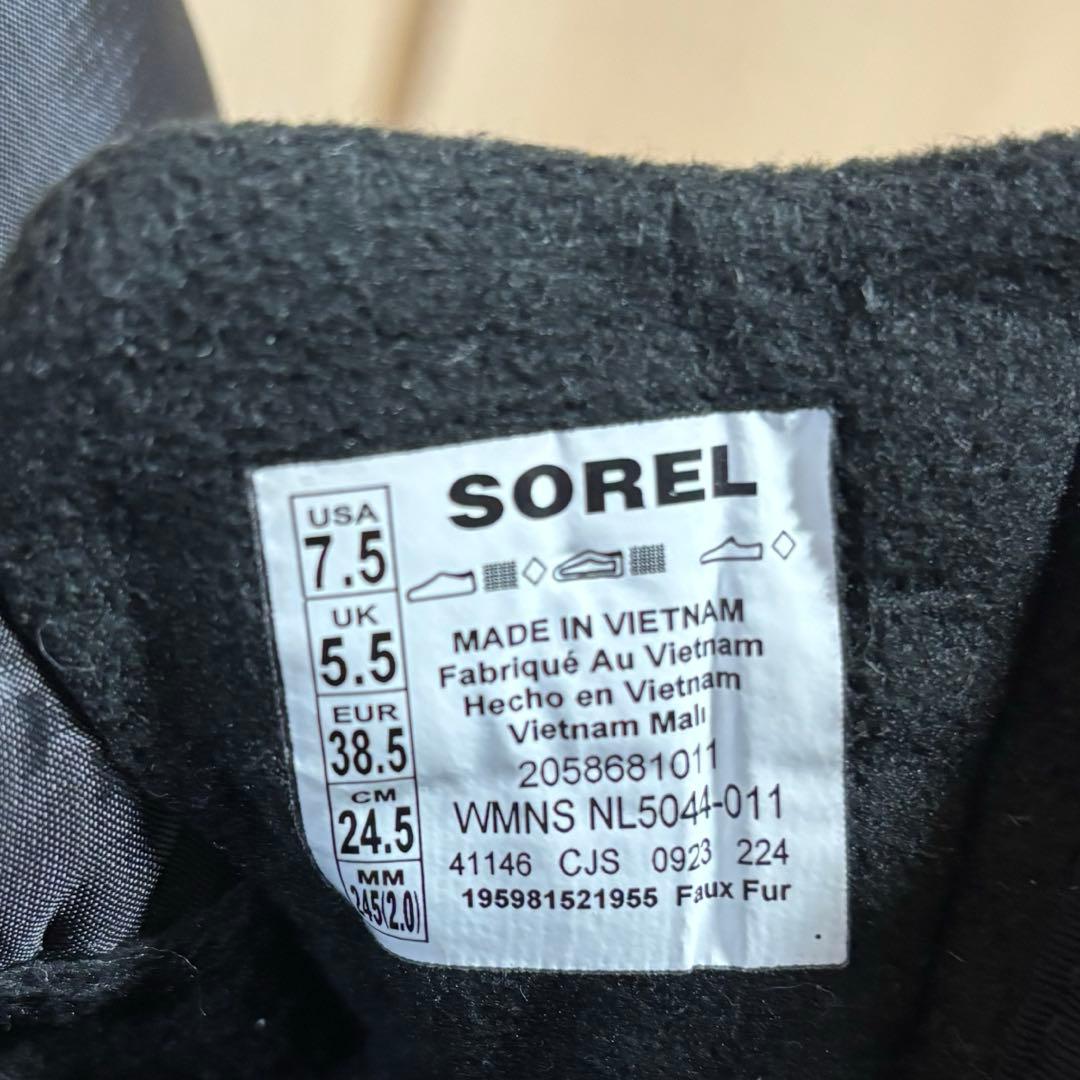 SOREL
USA
7.5
UK
5.5
EUR
38.5
CM
24.5
MM
245(2.0)
MADE IN VIETNAM
Fabriqué Au Vietnam
Hecho en Vietnam
Vietnam Malı
2058681011
WMNS NL5044-011
41146 CJS 0923 224
195981521955 Faux Fur